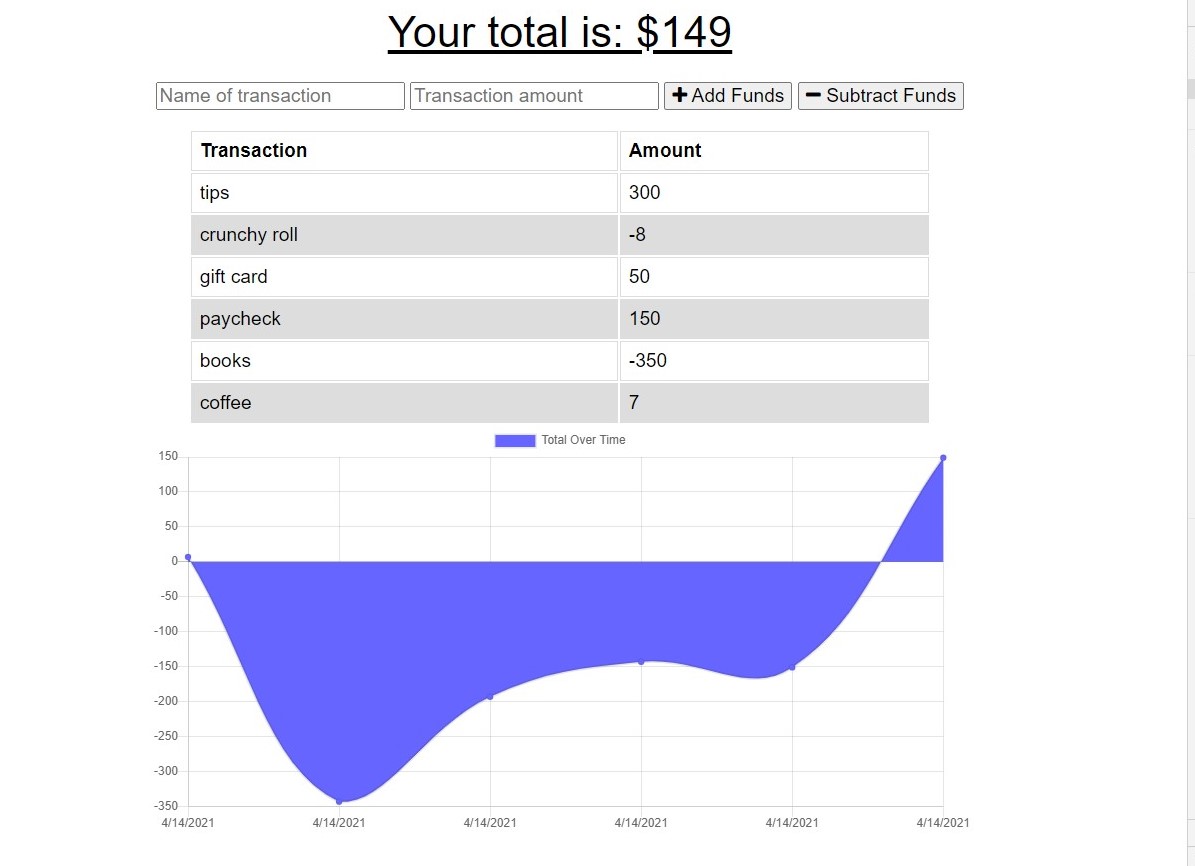 Your total is: $149
Name of transaction Transaction amount + Add Funds − Subtract Funds
Transaction Amount
tips 300
crunchy roll -8
gift card 50
paycheck 150
books -350
coffee 7
Total Over Time
150
100
50
0
-50
-100
-150
-200
-250
-300
-350
4/14/2021 4/14/2021 4/14/2021 4/14/2021 4/14/2021 4/14/2021